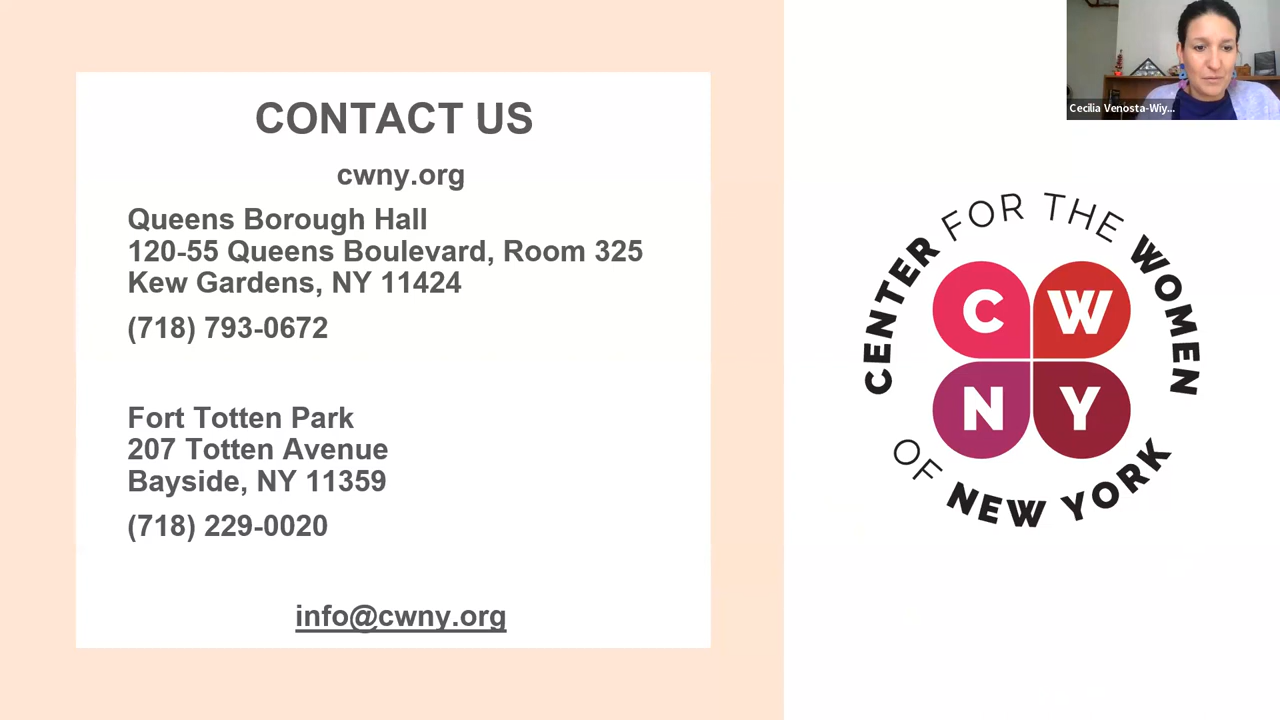 CONTACT US
cwny.org
Queens Borough Hall
120-55 Queens Boulevard, Room 325
Kew Gardens, NY 11424
(718) 793-0672
Fort Totten Park
207 Totten Avenue
Bayside, NY 11359
(718) 229-0020
info@cwny.org
Cecilia Venosta-Wiy...
CENTER FOR THE WOMEN
C W
N Y
OF NEW YORK